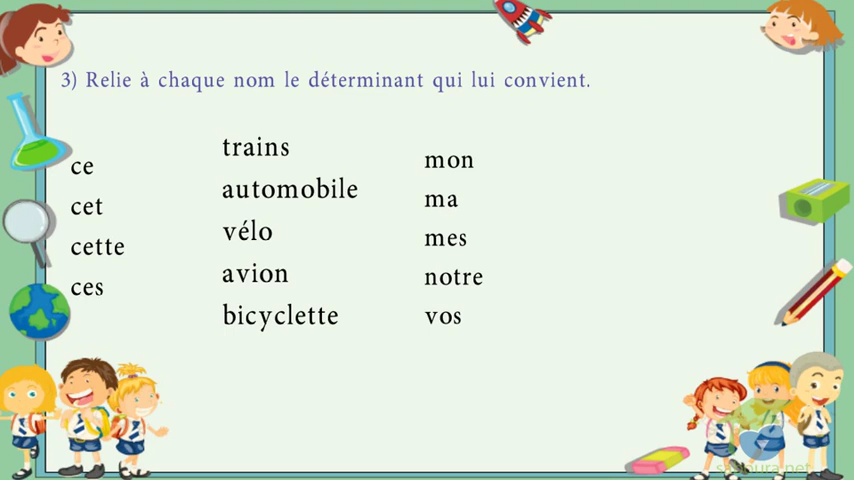 3) Relie à chaque nom le déterminant qui lui convient.
ce
cet
cette
ces
trains
automobile
vélo
avion
bicyclette
mon
ma
mes
notre
vos